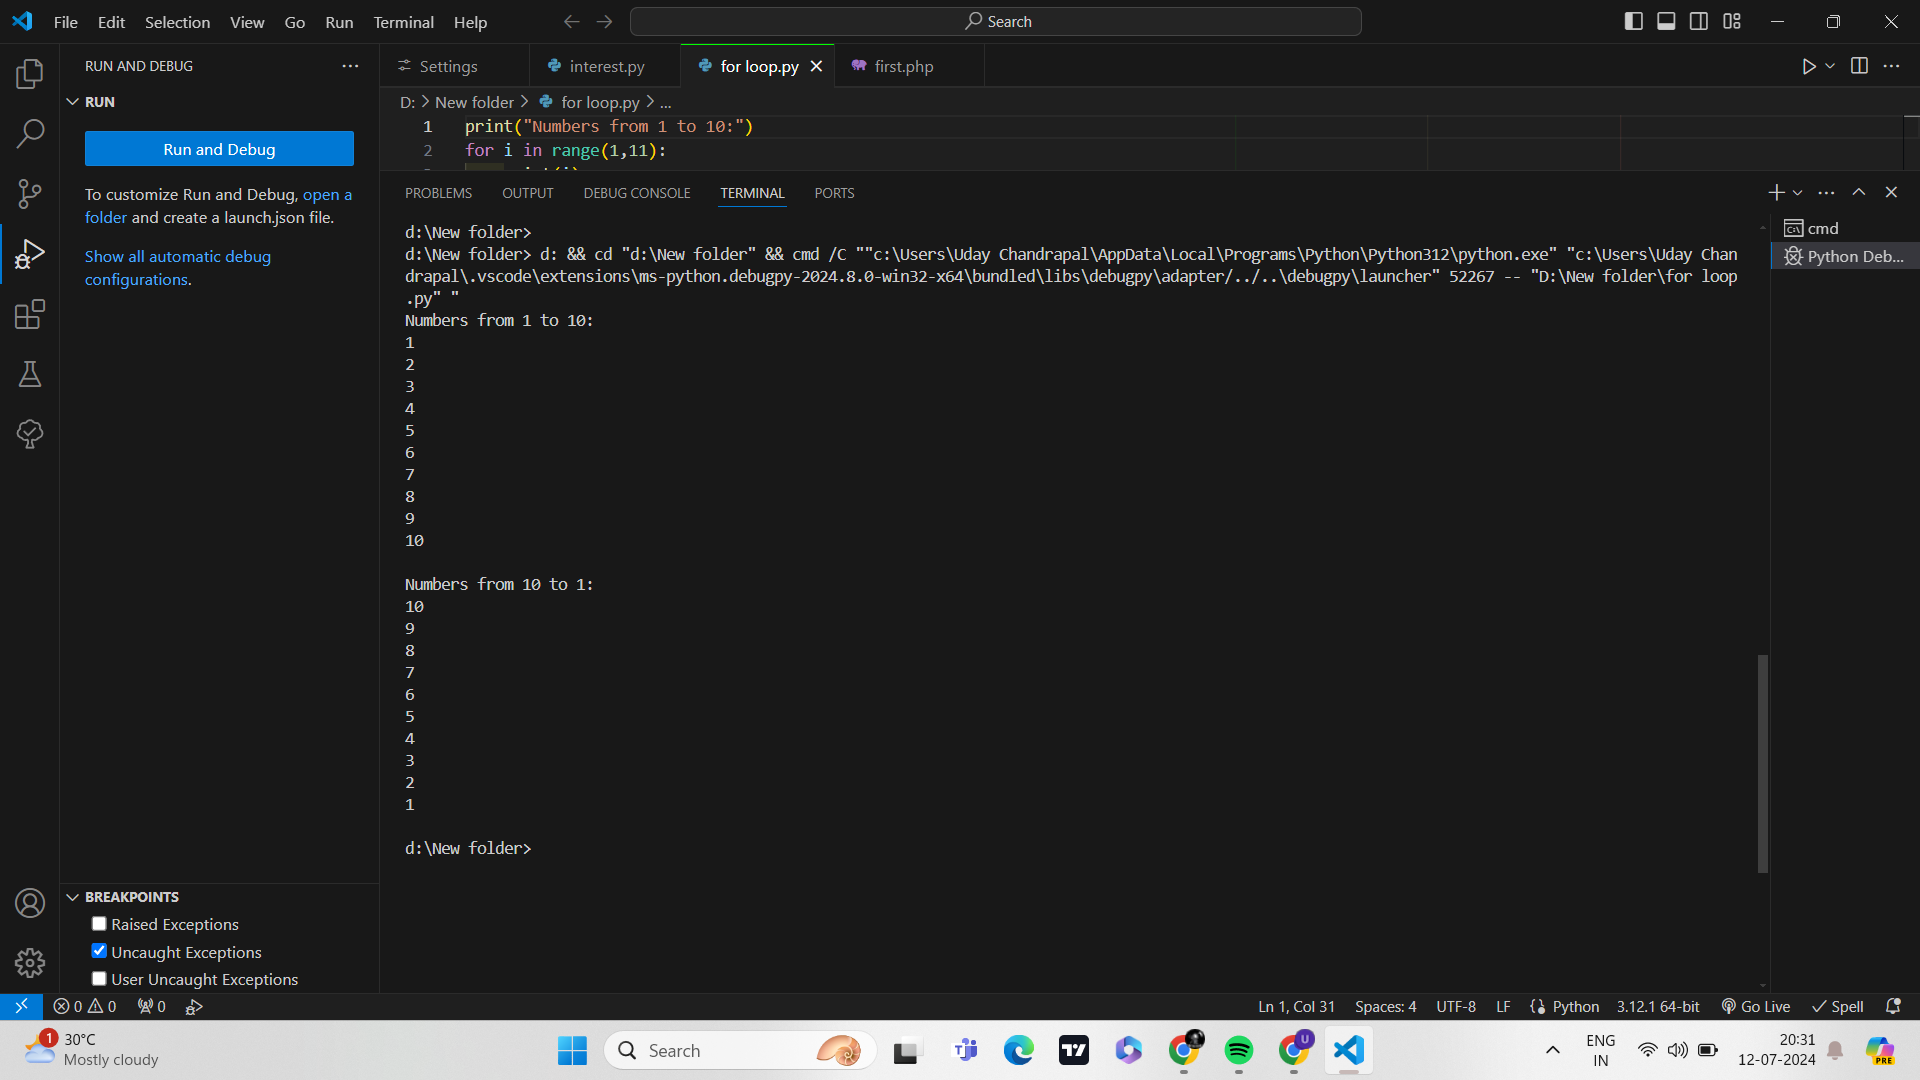 File Edit Selection View Go Run Terminal Help
Search
RUN AND DEBUG
RUN
Run and Debug
To customize Run and Debug, open a
folder and create a launch.json file.
Show all automatic debug
configurations.
BREAKPOINTS
Raised Exceptions
Uncaught Exceptions
User Uncaught Exceptions
Settings interest.py for loop.py first.php
D: > New folder > for loop.py > ...
1 print("Numbers from 1 to 10:")
2 for i in range(1,11):
PROBLEMS OUTPUT DEBUG CONSOLE TERMINAL PORTS
d:\New folder>
d:\New folder> d: && cd "d:\New folder" && cmd /C ""c:\Users\Uday Chandrapal\AppData\Local\Programs\Python\Python312\python.exe" "c:\Users\Uday Chan
drapal\.vscode\extensions\ms-python.debugpy-2024.8.0-win32-x64\bundled\libs\debugpy\adapter/../..\debugpy\launcher" 52267 -- "D:\New folder\for loop
.py" "
Numbers from 1 to 10:
1
2
3
4
5
6
7
8
9
10
Numbers from 10 to 1:
10
9
8
7
6
5
4
3
2
1
d:\New folder>
cmd
Python Deb...
0 0 0
Ln 1, Col 31 Spaces: 4 UTF-8 LF Python 3.12.1 64-bit Go Live Spell
1
30°C
Mostly cloudy
Search
U
ENG
IN
20:31
12-07-2024
PRE